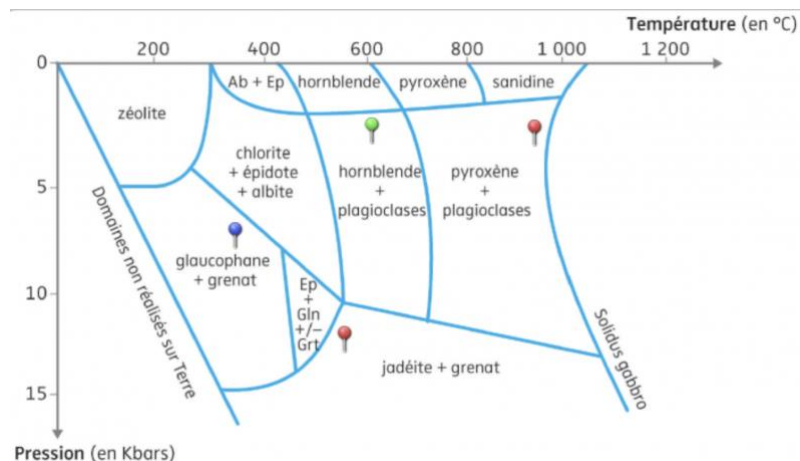 Température (en °C)
0 200 400 600 800 1 000 1 200
Ab + Ep hornblende pyroxène sanidine
zéolite
chlorite
+ épidote
+ albite
hornblende
+
plagioclases
pyroxène
+
plagioclases
5
glaucophane
+ grenat
Ep
+
Gln
+/–
Grt
10
jadéite + grenat
15
Domaines non réalisés sur Terre
Solidus gabbro
Pression (en Kbars)